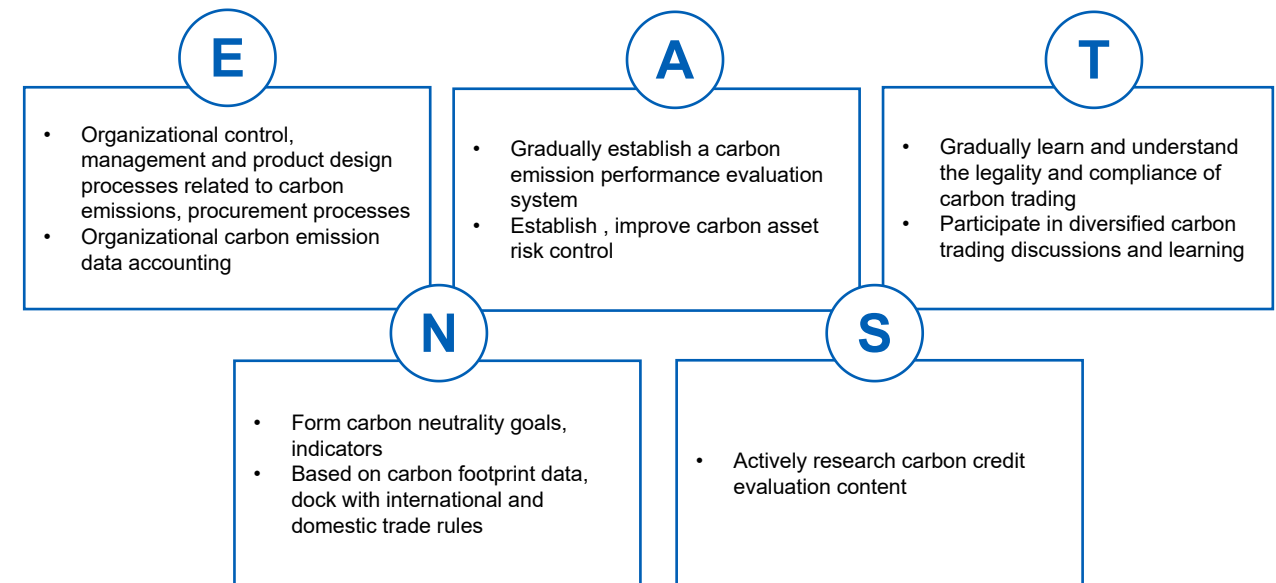 E
• Organizational control,
management and product design
processes related to carbon
emissions, procurement processes
• Organizational carbon emission
data accounting
A
• Gradually establish a carbon
emission performance evaluation
system
• Establish , improve carbon asset
risk control
T
• Gradually learn and understand
the legality and compliance of
carbon trading
• Participate in diversified carbon
trading discussions and learning
N
• Form carbon neutrality goals,
indicators
• Based on carbon footprint data,
dock with international and
domestic trade rules
S
• Actively research carbon credit
evaluation content